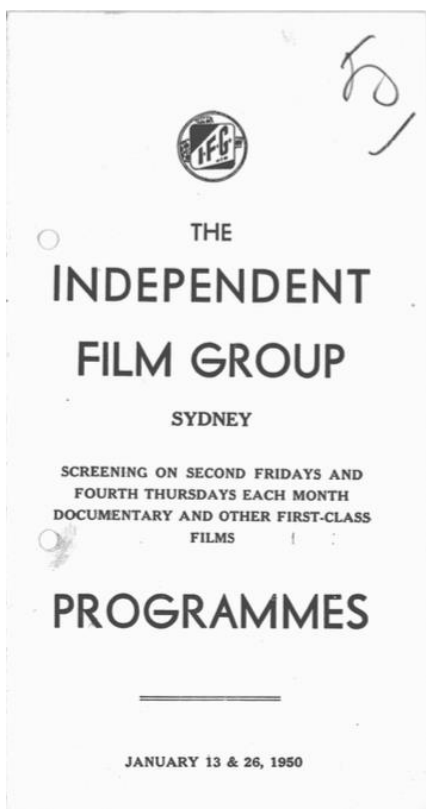 I·F·G
THE
INDEPENDENT
FILM GROUP
SYDNEY
SCREENING ON SECOND FRIDAYS AND
FOURTH THURSDAYS EACH MONTH
DOCUMENTARY AND OTHER FIRST-CLASS
FILMS
PROGRAMMES
JANUARY 13 & 26, 1950